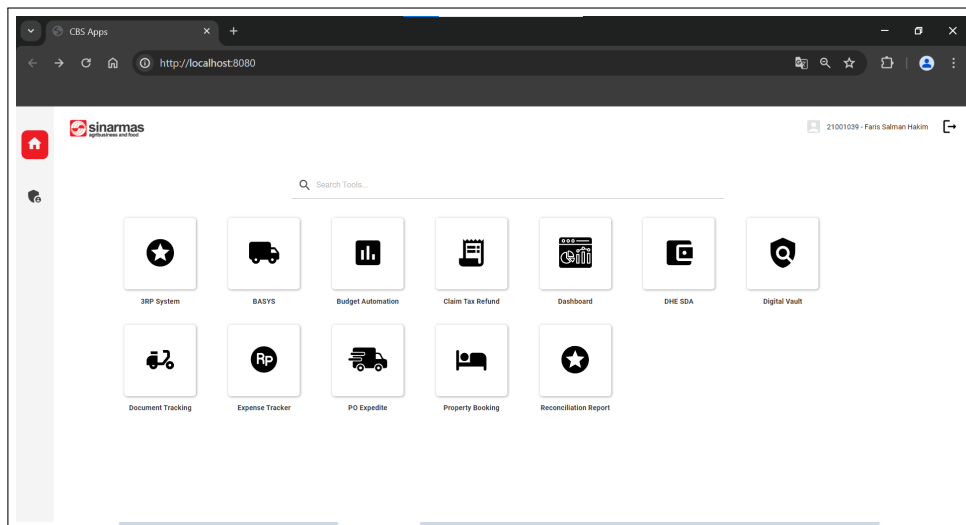 CBS Apps
http://localhost:8080
sinarmas
agribusiness and food
21001039 - Faris Salman Hakim
Search Tools...
3RP System
BASYS
Budget Automation
Claim Tax Refund
Dashboard
DHE SDA
Digital Vault
Rp
Document Tracking
Expense Tracker
PO Expedite
Property Booking
Reconciliation Report